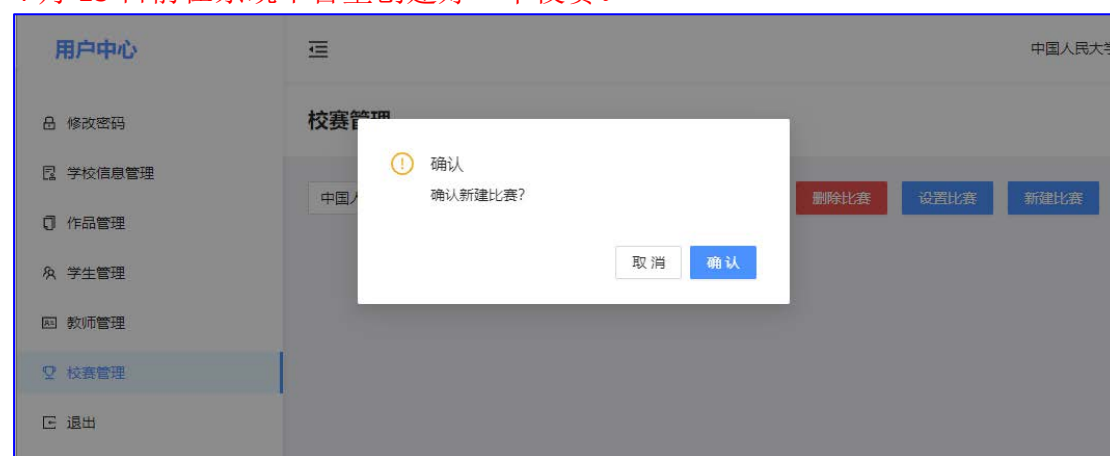 用户中心
中国人民大学
校赛管理
修改密码
确认
学校信息管理
确认新建比赛?
中国人
删除比赛
设置比赛
新建比赛
作品管理
取 消
确 认
学生管理
教师管理
校赛管理
退出